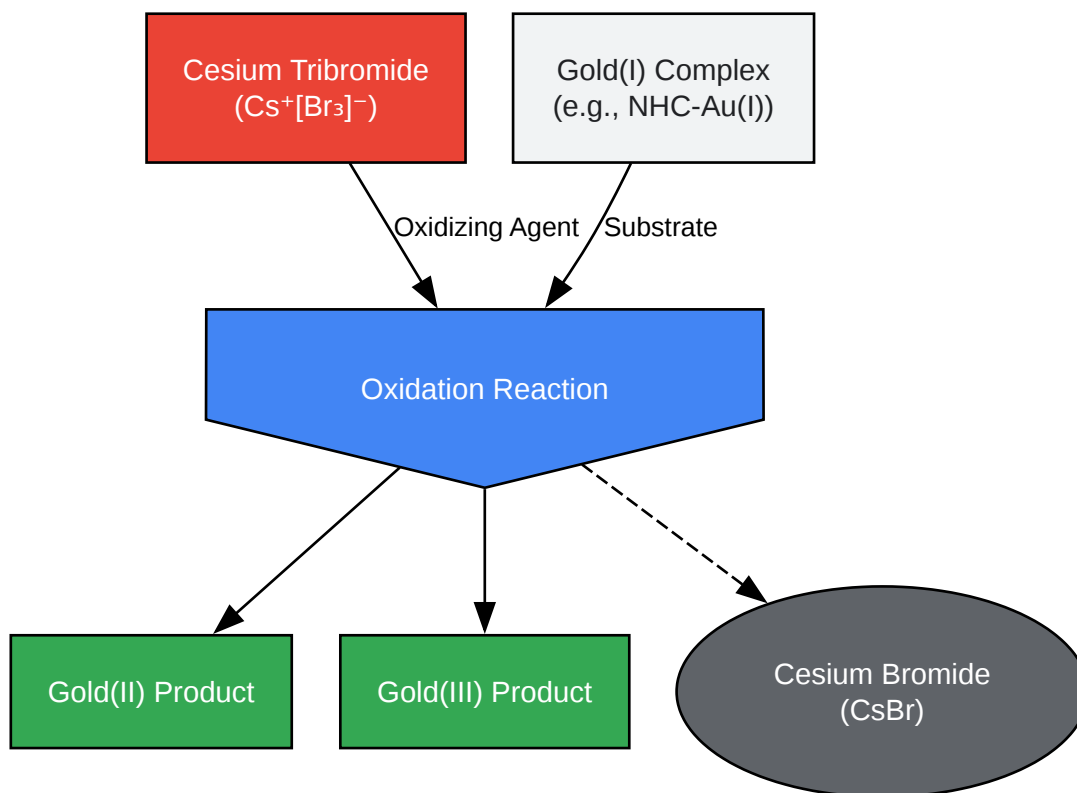 Cesium Tribromide
(Cs⁺[Br₃]⁻)
Gold(I) Complex
(e.g., NHC-Au(I))
Oxidizing Agent
Substrate
Oxidation Reaction
Gold(II) Product
Gold(III) Product
Cesium Bromide
(CsBr)